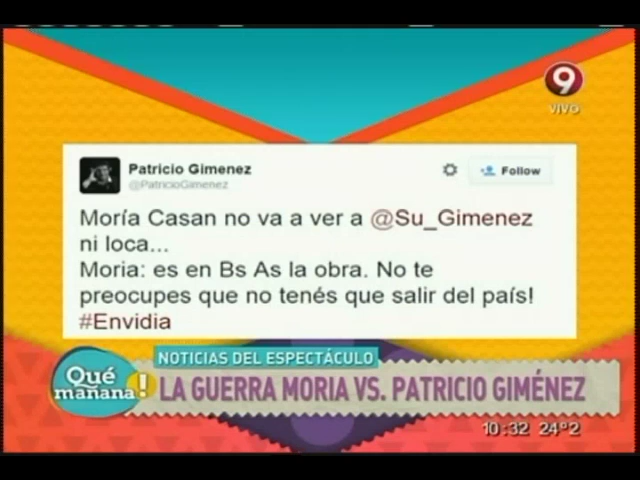 9
VIVO
Patricio Gimenez
@PatricioGimenez
Follow
Moría Casan no va a ver a @Su_Gimenez
ni loca...
Moria: es en Bs As la obra. No te
preocupes que no tenés que salir del país!
#Envidia
NOTICIAS DEL ESPECTÁCULO
Qué
mañana!
LA GUERRA MORIA VS. PATRICIO GIMÉNEZ
10:32 24°2